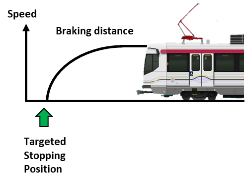 Speed
Braking distance
Targeted
Stopping
Position